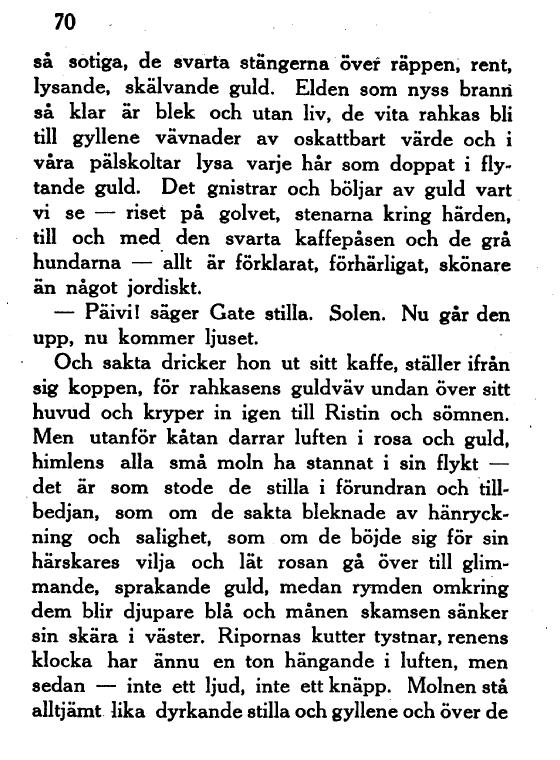 70
så sotiga, de svarta stängerna över räppen, rent,
lysande, skälvande guld. Elden som nyss brann
så klar är blek och utan liv, de vita rahkas bli
till gyllene vävnader av oskattbart värde och i
våra pälskoltar lysa varje hår som doppat i fly-
tande guld. Det gnistrar och böljar av guld vart
vi se — riset på golvet, stenarna kring härden,
till och med den svarta kaffepåsen och de grå
hundarna — allt är förklarat, förhärligat, skönare
än något jordiskt.
— Päivi! säger Gate stilla. Solen. Nu går den
upp, nu kommer ljuset.
Och sakta dricker hon ut sitt kaffe, ställer ifrån
sig koppen, för rahkasens guldväv undan över sitt
huvud och kryper in igen till Ristin och sömnen.
Men utanför kåtan darrar luften i rosa och guld,
himlens alla små moln ha stannat i sin flykt —
det är som stode de stilla i förundran och till-
bedjan, som om de sakta bleknade av hänryck-
ning och salighet, som om de böjde sig för sin
härskares vilja och lät rosan gå över till glim-
mande, sprakande guld, medan rymden omkring
dem blir djupare blå och månen skamsen sänker
sin skära i väster. Ripornas kutter tystnar, renens
klocka har ännu en ton hängande i luften, men
sedan — inte ett ljud, inte ett knäpp. Molnen stå
alltjämt lika dyrkande stilla och gyllene och över de